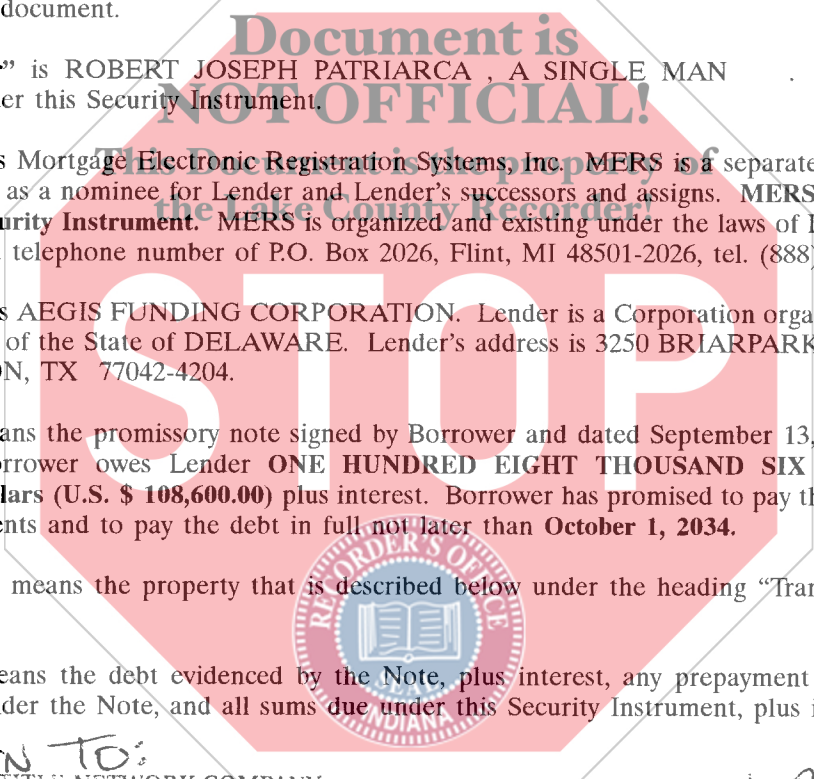 document.
Document is
” is ROBERT JOSEPH PATRIARCA , A SINGLE MAN .
er this Security Instrument.
NOT OFFICIAL!
s Mortgage Electronic Registration Systems, Inc. MERS is a separate
This Document is the property of
as a nominee for Lender and Lender's successors and assigns. MERS
the Lake County Recorder!
urity Instrument. MERS is organized and existing under the laws of
telephone number of P.O. Box 2026, Flint, MI 48501-2026, tel. (888)
s AEGIS FUNDING CORPORATION. Lender is a Corporation orga
of the State of DELAWARE. Lender's address is 3250 BRIARPARK
N, TX 77042-4204.
STOP
ans the promissory note signed by Borrower and dated September 13,
orrower owes Lender ONE HUNDRED EIGHT THOUSAND SIX
lars (U.S. $ 108,600.00) plus interest. Borrower has promised to pay th
ents and to pay the debt in full not later than October 1, 2034.
means the property that is described below under the heading “Tran
eans the debt evidenced by the Note, plus interest, any prepayment
der the Note, and all sums due under this Security Instrument, plus i
RECORDER'S OFFICE
SEAL
INDIANA
N TO:
TITLE NETWORK COMPANY